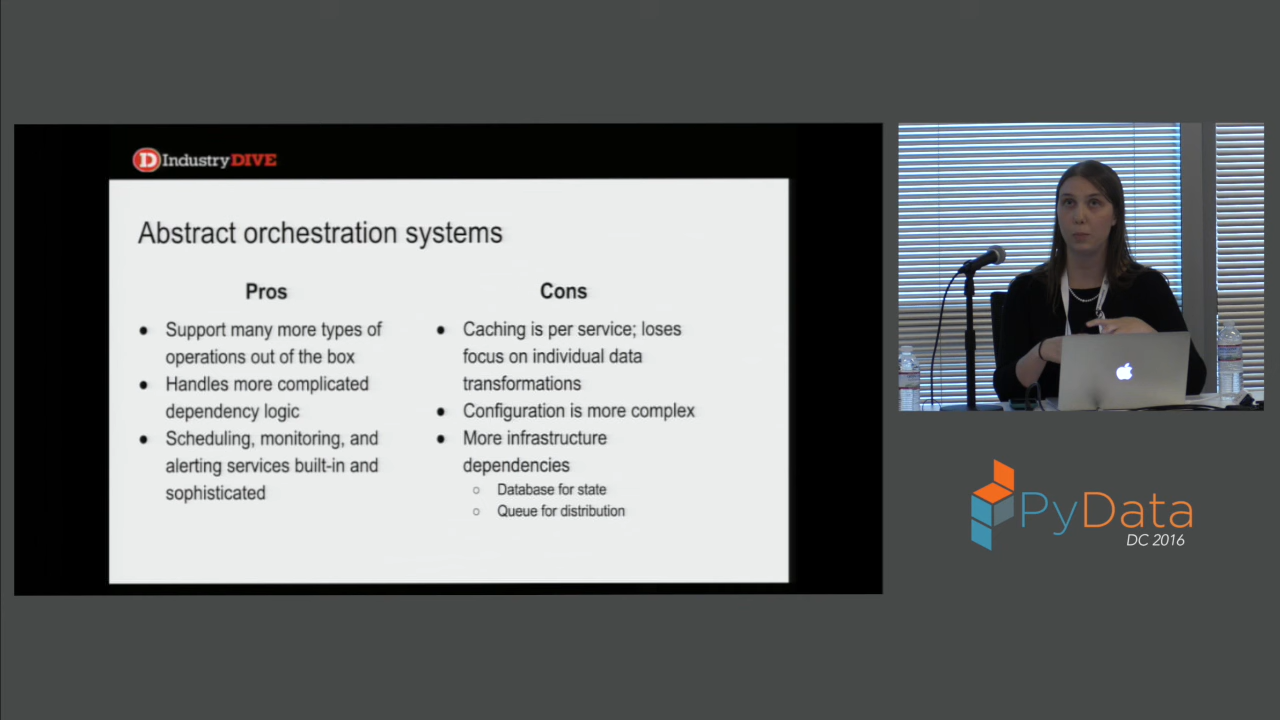 D IndustryDIVE
Abstract orchestration systems
Pros
● Support many more types of
operations out of the box
● Handles more complicated
dependency logic
● Scheduling, monitoring, and
alerting services built-in and
sophisticated
Cons
● Caching is per service; loses
focus on individual data
transformations
● Configuration is more complex
● More infrastructure
dependencies
○ Database for state
○ Queue for distribution
PyData
DC 2016